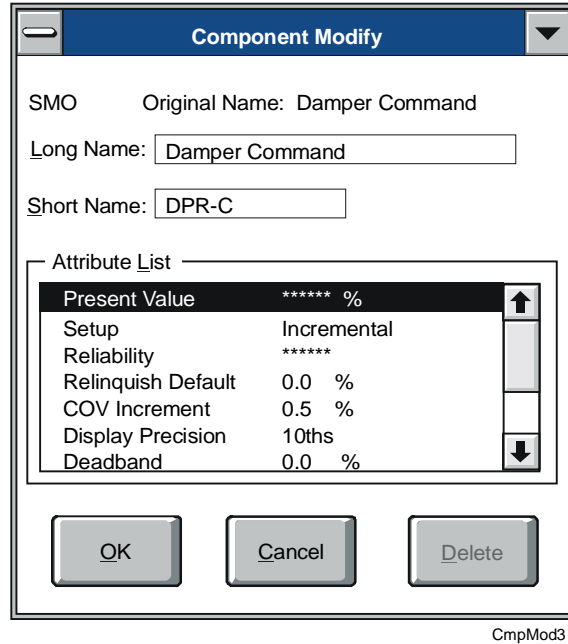 Component Modify
SMO Original Name: Damper Command
Long Name: Damper Command
Short Name: DPR-C
Attribute List
Present Value ****** %
Setup Incremental
Reliability ******
Relinquish Default 0.0 %
COV Increment 0.5 %
Display Precision 10ths
Deadband 0.0 %
OK Cancel Delete
CmpMod3